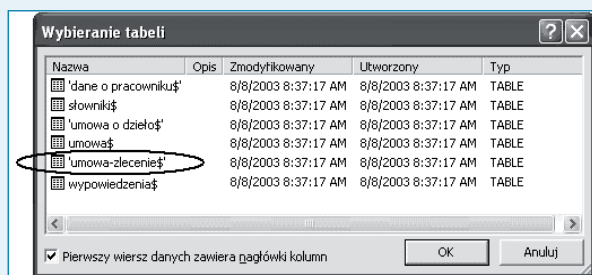 Wybieranie tabeli
Nazwa Opis Zmodyfikowany Utworzony Typ
'dane o pracowniku$' 8/8/2003 8:37:17 AM 8/8/2003 8:37:17 AM TABLE
słowniki$ 8/8/2003 8:37:17 AM 8/8/2003 8:37:17 AM TABLE
'umowa o dzieło$' 8/8/2003 8:37:17 AM 8/8/2003 8:37:17 AM TABLE
umowa$ 8/8/2003 8:37:17 AM 8/8/2003 8:37:17 AM TABLE
'umowa-zlecenie$' 8/8/2003 8:37:17 AM 8/8/2003 8:37:17 AM TABLE
wypowiedzenia$ 8/8/2003 8:37:17 AM 8/8/2003 8:37:17 AM TABLE
Pierwszy wiersz danych zawiera nagłówki kolumn OK Anuluj